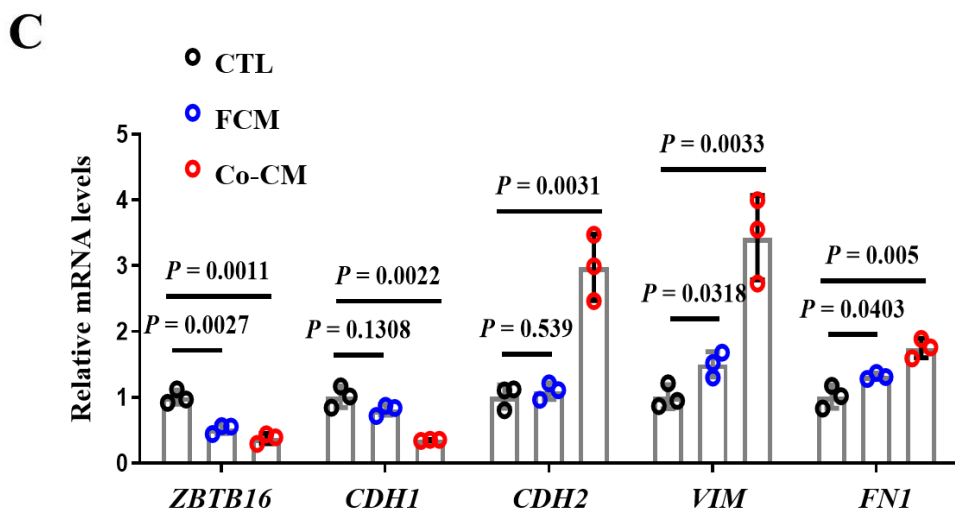 C
CTL
FCM
Co-CM
Relative mRNA levels
5
4
3
2
1
0
P = 0.0011
P = 0.0027
P = 0.0022
P = 0.1308
P = 0.0031
P = 0.539
P = 0.0033
P = 0.0318
P = 0.005
P = 0.0403
ZBTB16 CDH1 CDH2 VIM FN1